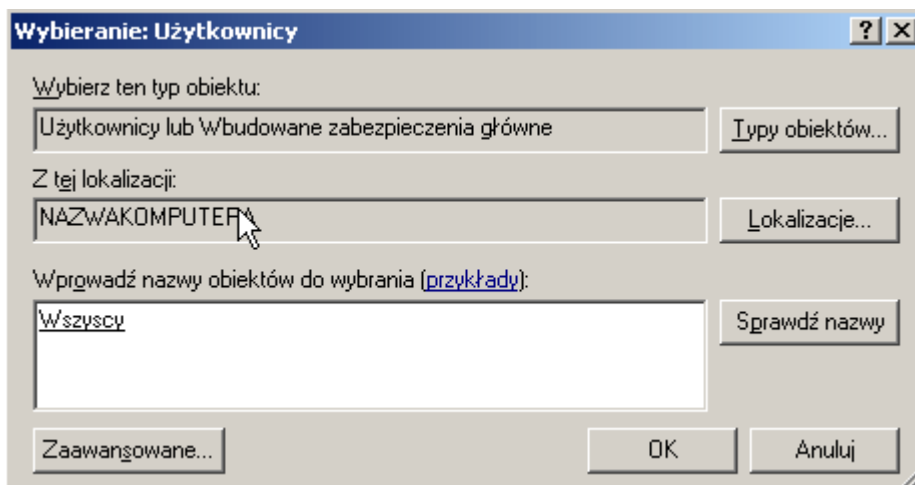 Wybieranie: Użytkownicy
Wybierz ten typ obiektu:
Użytkownicy lub Wbudowane zabezpieczenia główne
Typy obiektów...
Z tej lokalizacji:
NAZWAKOMPUTERA
Lokalizacje...
Wprowadź nazwy obiektów do wybrania (przykłady):
Wszyscy
Sprawdź nazwy
Zaawansowane...
OK
Anuluj